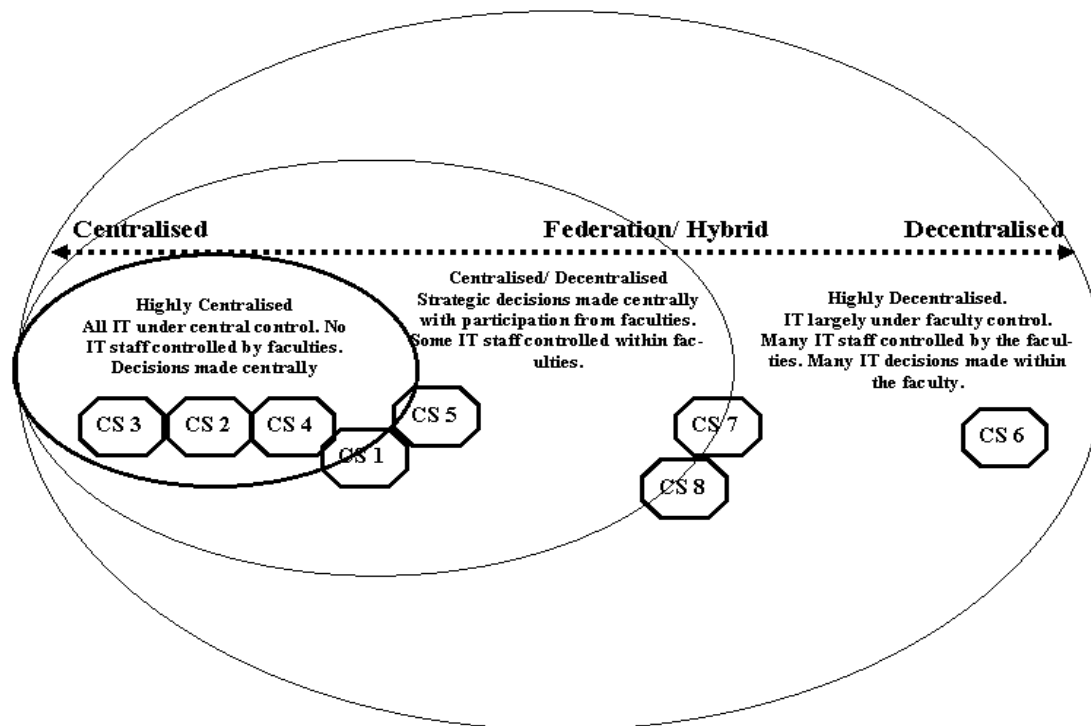 Centralised
Federation/ Hybrid
Decentralised
Highly Centralised
All IT under central control. No
IT staff controlled by faculties.
Decisions made centrally
Centralised/ Decentralised
Strategic decisions made centrally
with participation from faculties.
Some IT staff controlled within fac-
ulties.
Highly Decentralised.
IT largely under faculty control.
Many IT staff controlled by the facul-
ties. Many IT decisions made within
the faculty.
CS 3
CS 2
CS 4
CS 1
CS 5
CS 7
CS 8
CS 6